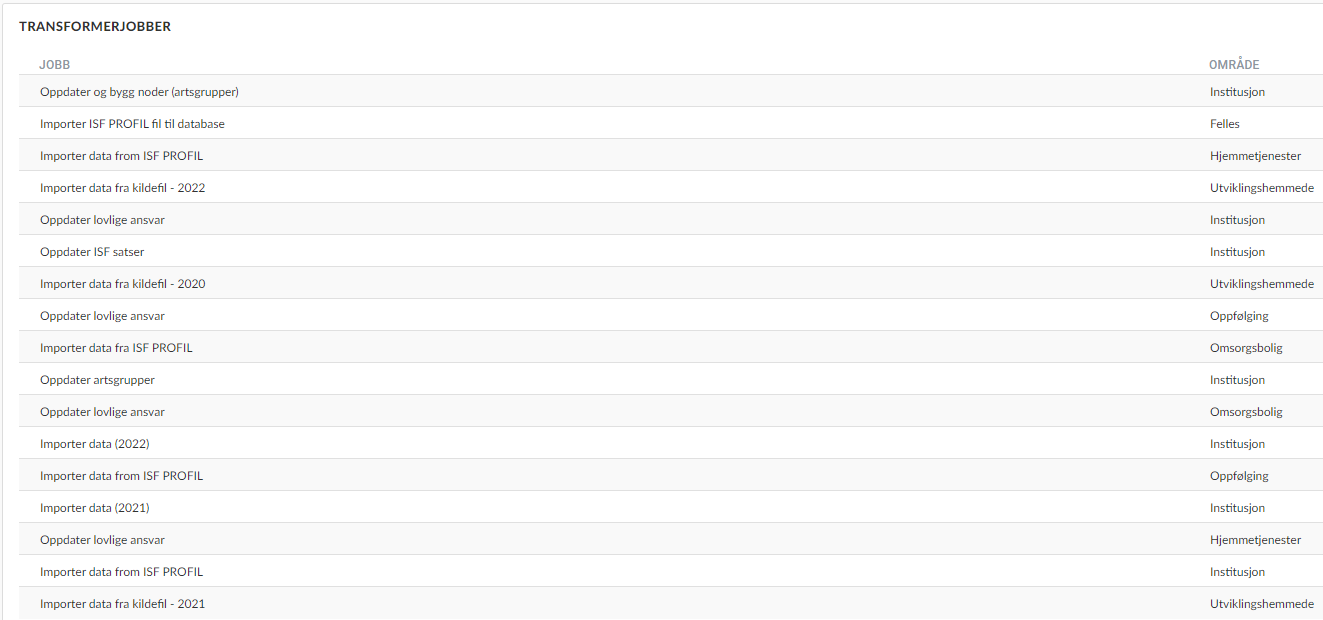 TRANSFORMERJOBBER
JOBB OMRÅDE
Oppdater og bygg noder (artsgrupper) Institusjon
Importer ISF PROFIL fil til database Felles
Importer data from ISF PROFIL Hjemmetjenester
Importer data fra kildefil - 2022 Utviklingshemmede
Oppdater lovlige ansvar Institusjon
Oppdater ISF satser Institusjon
Importer data fra kildefil - 2020 Utviklingshemmede
Oppdater lovlige ansvar Oppfølging
Importer data fra ISF PROFIL Omsorgsbolig
Oppdater artsgrupper Institusjon
Oppdater lovlige ansvar Omsorgsbolig
Importer data (2022) Institusjon
Importer data from ISF PROFIL Oppfølging
Importer data (2021) Institusjon
Oppdater lovlige ansvar Hjemmetjenester
Importer data from ISF PROFIL Institusjon
Importer data fra kildefil - 2021 Utviklingshemmede